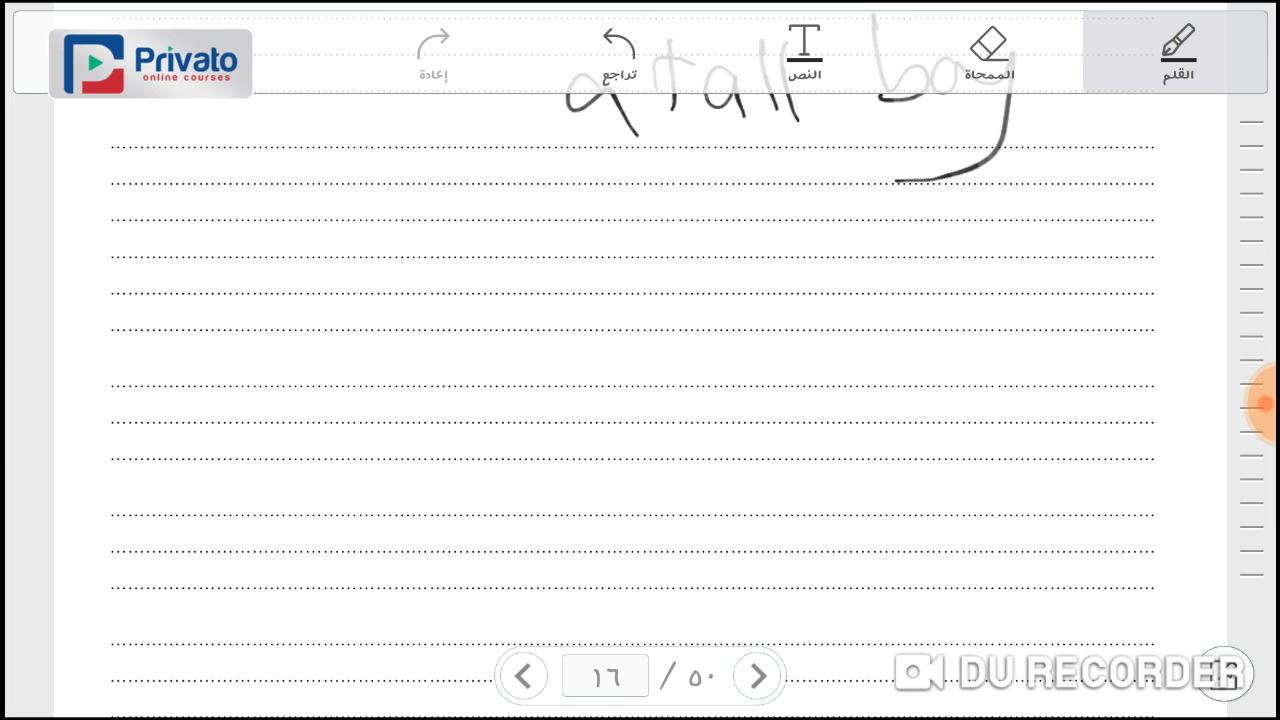 Privato
online courses
إعادة
تراجع
النص
الممحاة
القلم
a tall boy
١٦ / ٥٠
DU RECORDER